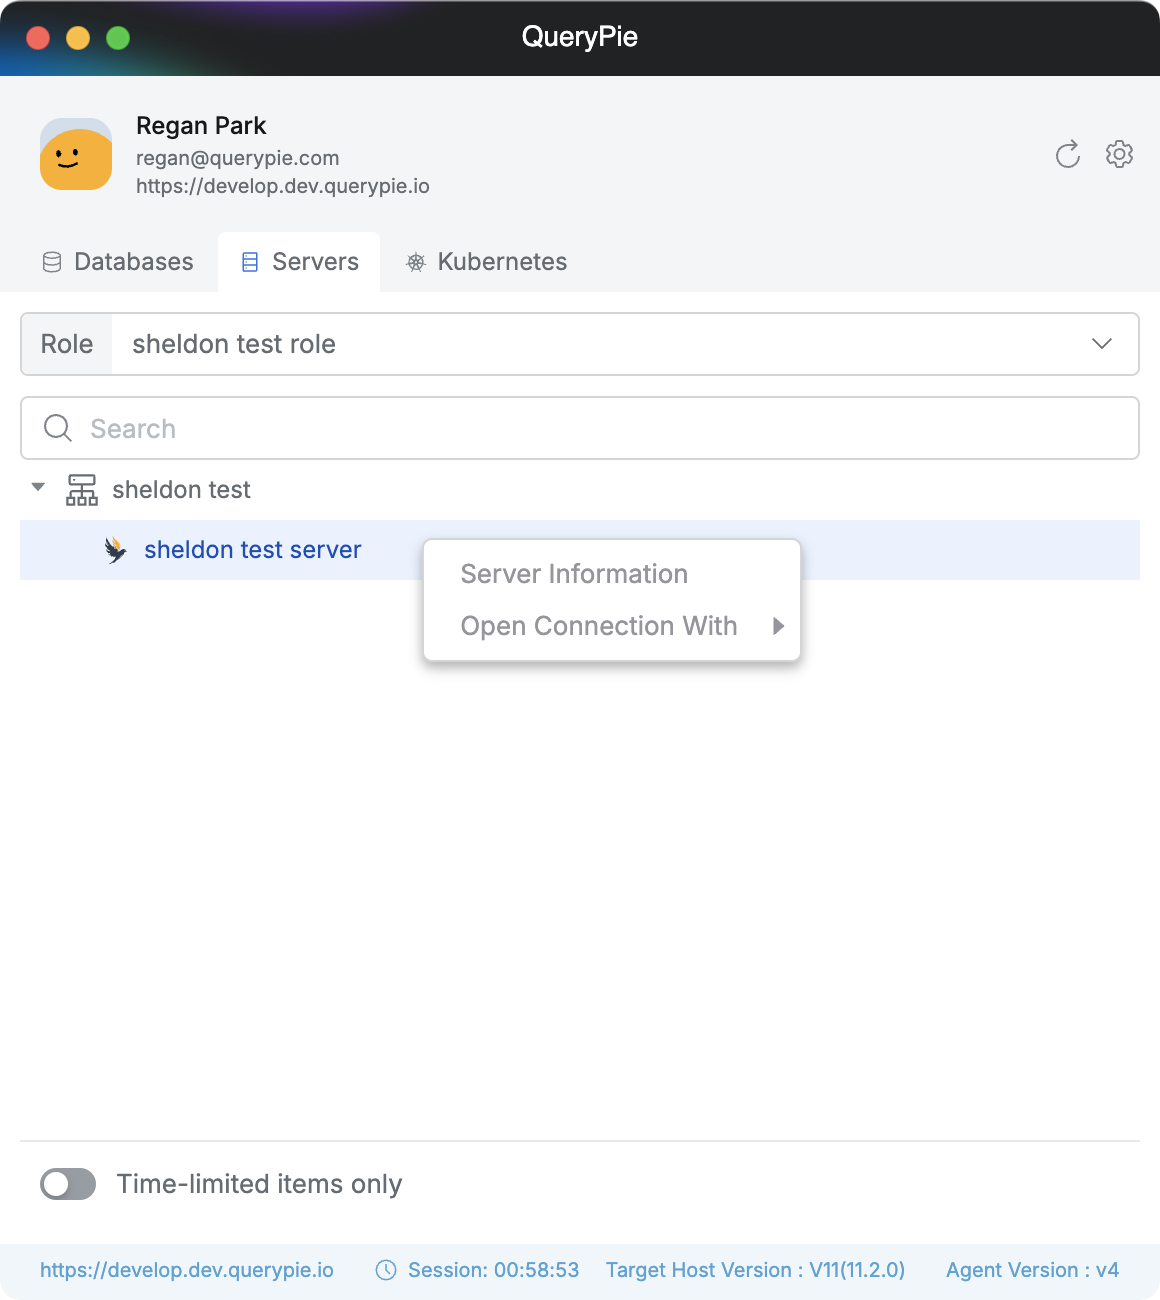 QueryPie
Regan Park
regan@querypie.com
https://develop.dev.querypie.io
Databases
Servers
Kubernetes
Role
sheldon test role
Search
sheldon test
sheldon test server
Server Information
Open Connection With
Time-limited items only
https://develop.dev.querypie.io
Session: 00:58:53
Target Host Version : V11(11.2.0)
Agent Version : v4